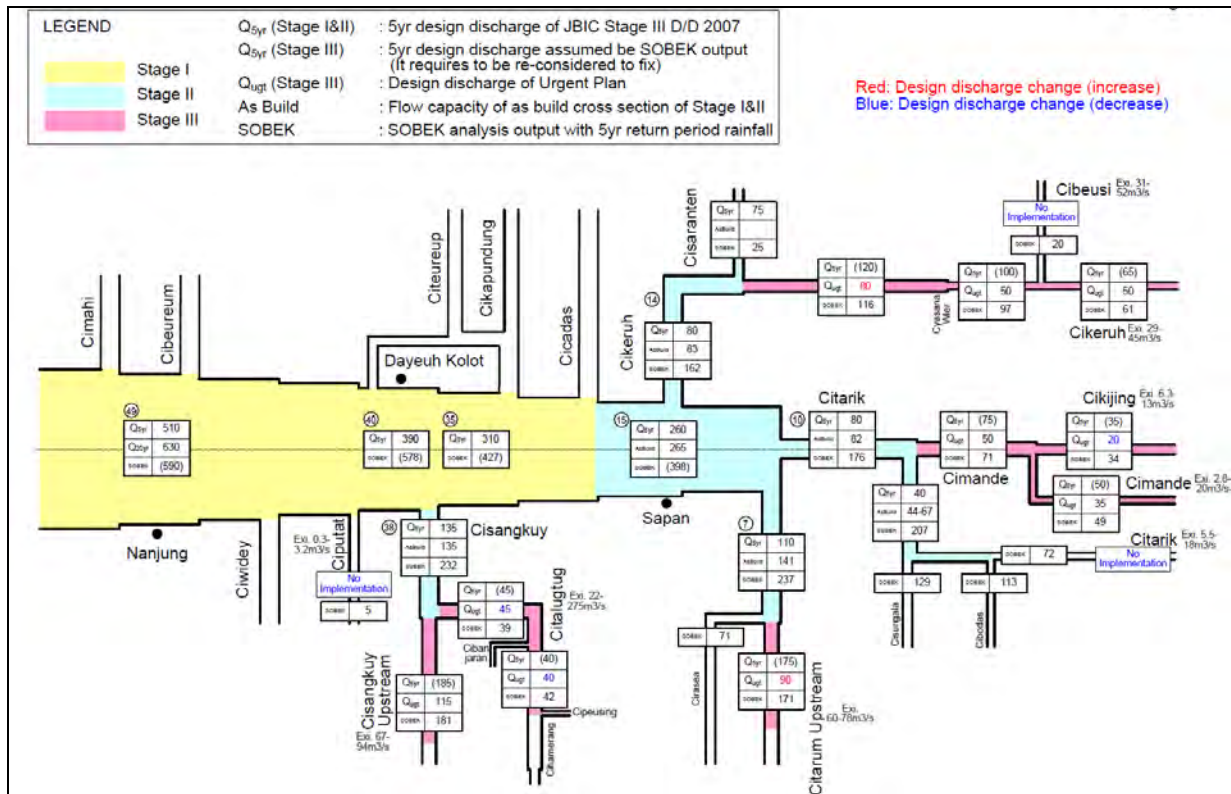 LEGEND
Stage I
Stage II
Stage III
Q5yr (Stage I&II) : 5yr design discharge of JBIC Stage III D/D 2007
Q5yr (Stage III) : 5yr design discharge assumed be SOBEK output
(It requires to be re-considered to fix)
Qugt (Stage III) : Design discharge of Urgent Plan
As Build : Flow capacity of as build cross section of Stage I&II
SOBEK : SOBEK analysis output with 5yr return period rainfall
Red: Design discharge change (increase)
Blue: Design discharge change (decrease)
Cimahi
Cibeureum
Citeureup
Cikapundung
Cicadas
Dayeuh Kolot
Cikeruh
Cisaranten
Q5yr 75
Asbuild
SOBEK 25
Cibeusi Exi. 31-
52m3/s
No
Implementation
SOBEK 20
Q5yr (120)
Qugt 80
SOBEK 116
Q5yr (100)
Qugt 50
SOBEK 97
Q5yr (65)
Qugt 50
SOBEK 61
Cikeruh Exi. 29-
45m3/s
14
Q5yr 80
Asbuild 83
SOBEK 162
49
Q5yr 510
Q20yr 630
SOBEK (590)
40
Q5yr 390
SOBEK (578)
35
Q5yr 310
SOBEK (427)
15
Q5yr 260
Asbuild 265
SOBEK (398)
10
Citarik
Q5yr 80
Asbuild 82
SOBEK 176
Q5yr (75)
Qugt 50
SOBEK 71
Cimande
Cikijing Exi. 6.3-
13m3/s
Q5yr (35)
Qugt 20
SOBEK 34
Cimande Exi. 2.8-
20m3/s
Q5yr (50)
Qugt 35
SOBEK 49
Q5yr 40
Asbuild 44-67
SOBEK 207
Citarik Exi. 5.5-
18m3/s
SOBEK 72
No
Implementation
SOBEK 129
SOBEK 113
Cibodas
Nanjung
Ciwidey
Ciputat
Exi. 0.3-
3.2m3/s
No
Implementation
SOBEK 5
38
Cisangkuy
Q5yr 135
Asbuild 135
SOBEK 232
Q5yr (45)
Qugt 45
SOBEK 39
Citalugtug
Exi. 22-
275m3/s
Ciban
jaran
Q5yr (40)
Qugt 40
SOBEK 42
Cipeusing
Cisangkuy
Upstream
Q5yr (185)
Qugt 115
SOBEK 181
Exi. 67-
94m3/s
Sapan
7
Q5yr 110
Asbuild 141
SOBEK 237
SOBEK 71
Cirasea
Q5yr (175)
Qugt 90
SOBEK 171
Citarum Upstream
Exi.
60-78m3/s